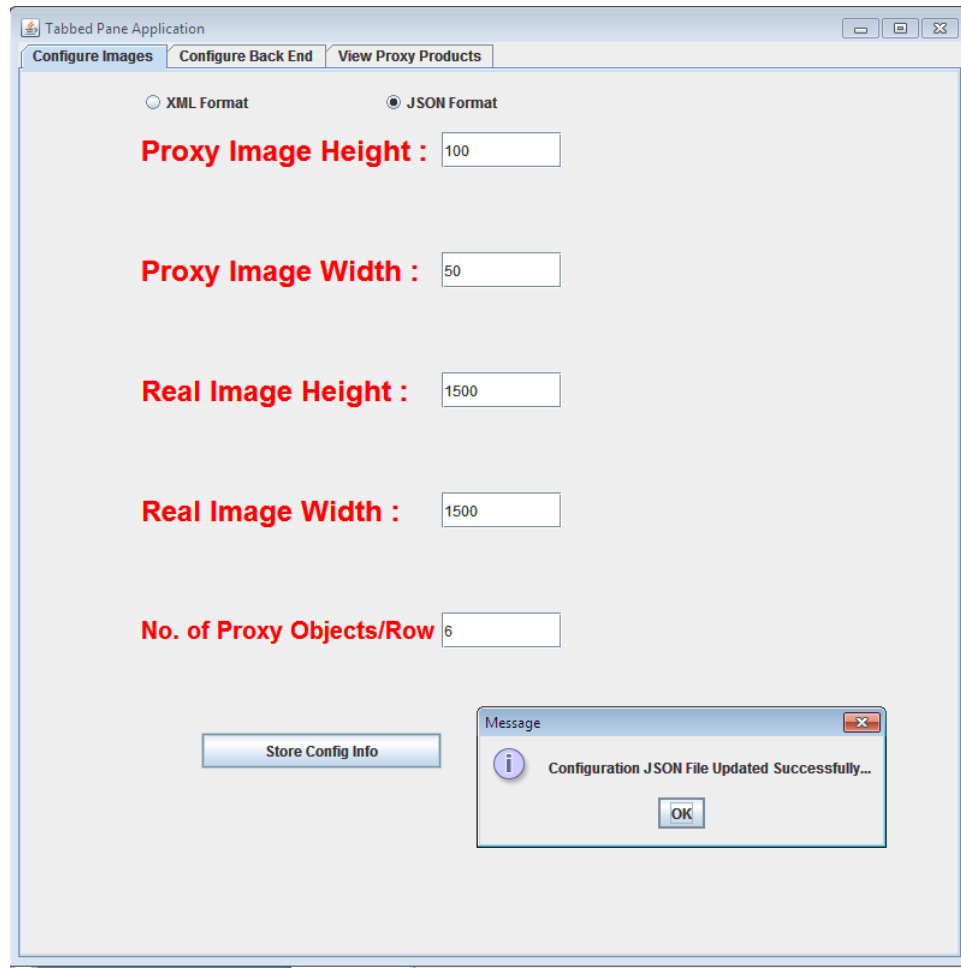 Tabbed Pane Application
Configure Images Configure Back End View Proxy Products
XML Format JSON Format
Proxy Image Height : 100
Proxy Image Width : 50
Real Image Height : 1500
Real Image Width : 1500
No. of Proxy Objects/Row 6
Store Config Info
Message
Configuration JSON File Updated Successfully...
OK